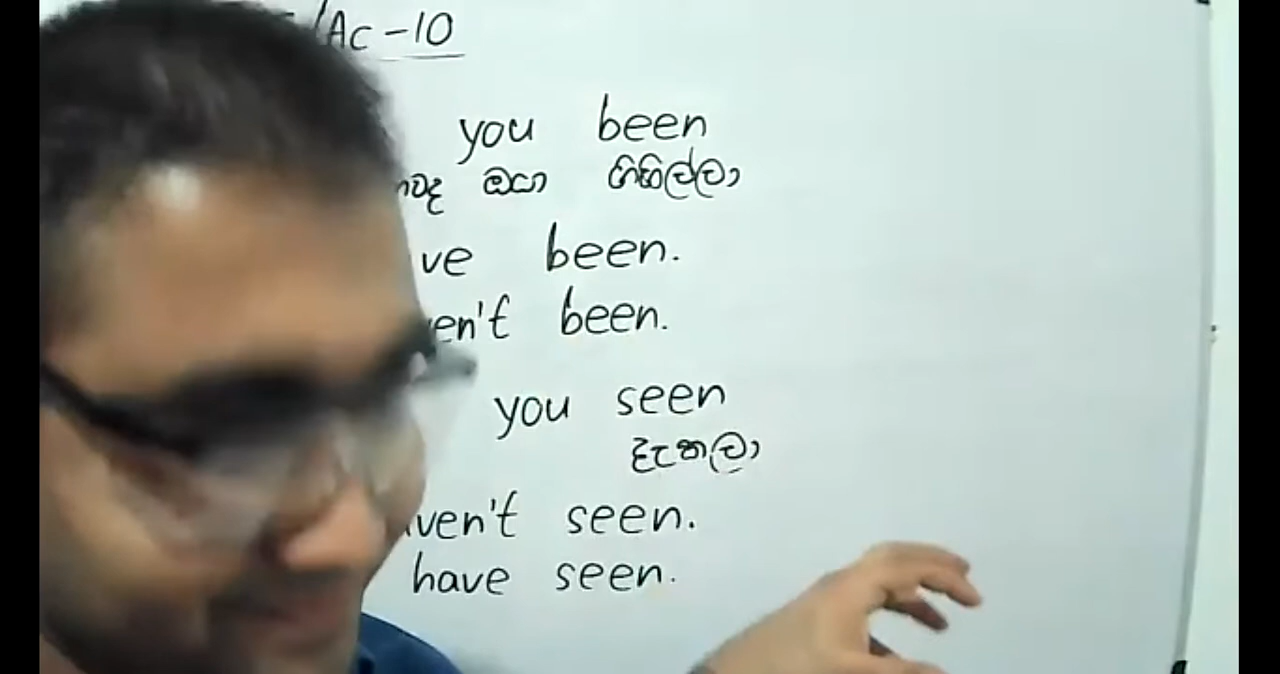 /Ac - 10
you been
ඔයා ගිහිල්ලා
ve been.
en't been.
you seen
දැකලා
ven't seen.
have seen.